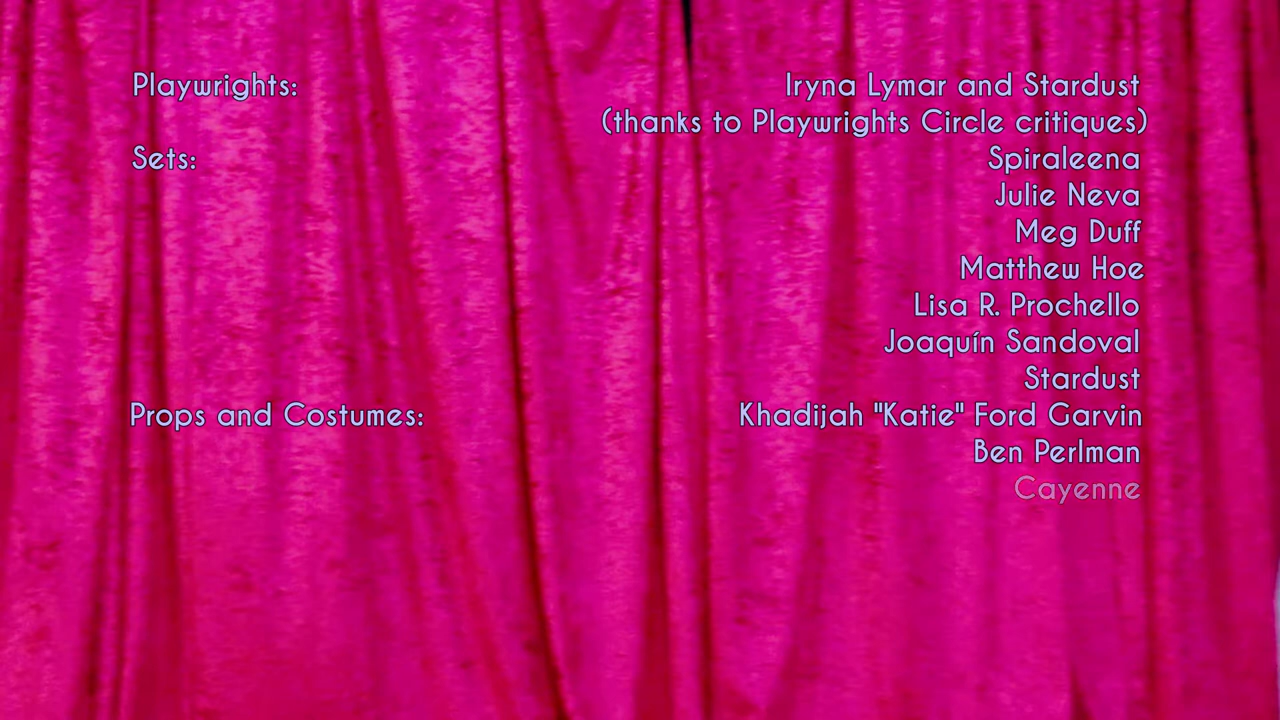 Playwrights: Iryna Lymar and Stardust
(thanks to Playwrights Circle critiques)
Sets: Spiraleena
Julie Neva
Meg Duff
Matthew Hoe
Lisa R. Prochello
Joaquín Sandoval
Stardust
Props and Costumes: Khadijah "Katie" Ford Garvin
Ben Perlman
Cayenne